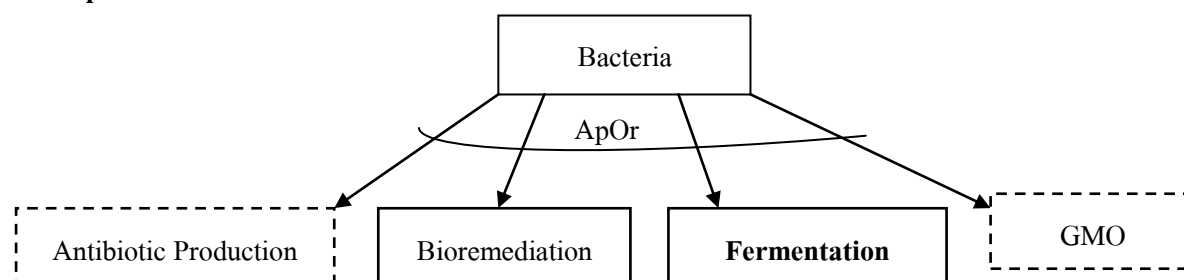 Bacteria
ApOr
Antibiotic Production
Bioremediation
Fermentation
GMO